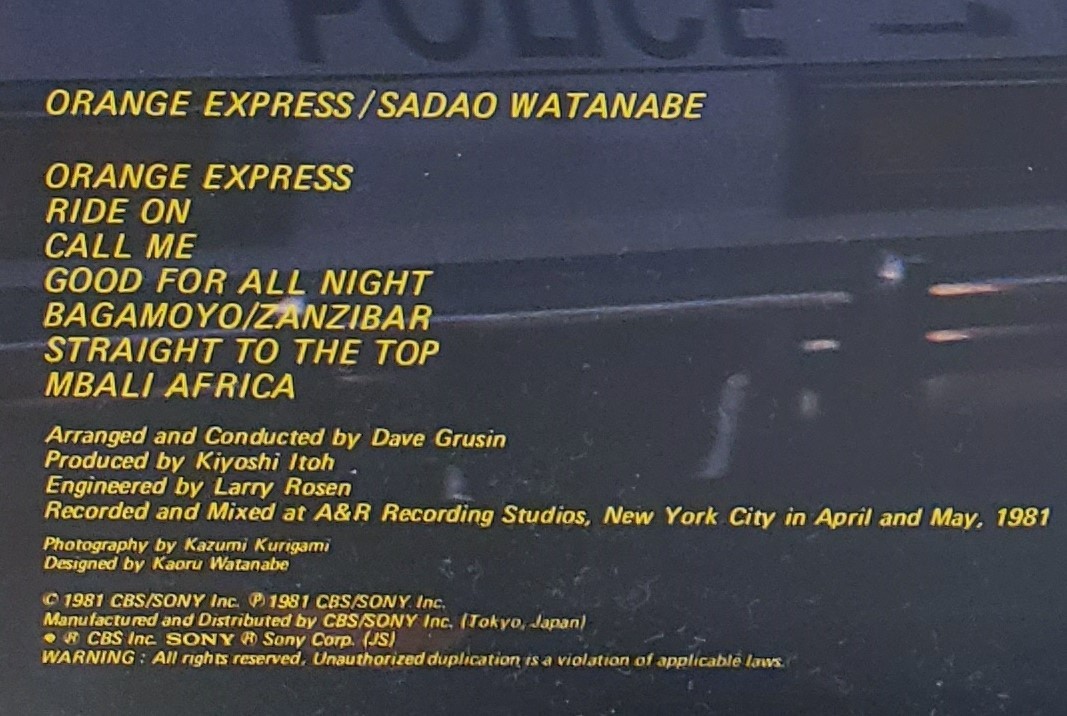 POLICE
ORANGE EXPRESS/SADAO WATANABE
ORANGE EXPRESS
RIDE ON
CALL ME
GOOD FOR ALL NIGHT
BAGAMOYO/ZANZIBAR
STRAIGHT TO THE TOP
MBALI AFRICA
Arranged and Conducted by Dave Grusin
Produced by Kiyoshi Itoh
Engineered by Larry Rosen
Recorded and Mixed at A&R Recording Studios, New York City in April and May, 1981
Photography by Kazumi Kurigami
Designed by Kaoru Watanabe
© 1981 CBS/SONY Inc. ℗ 1981 CBS/SONY Inc.
Manufactured and Distributed by CBS/SONY Inc. (Tokyo, Japan)
● ® CBS Inc. SONY ® Sony Corp. (JS)
WARNING : All rights reserved. Unauthorized duplication is a violation of applicable laws.